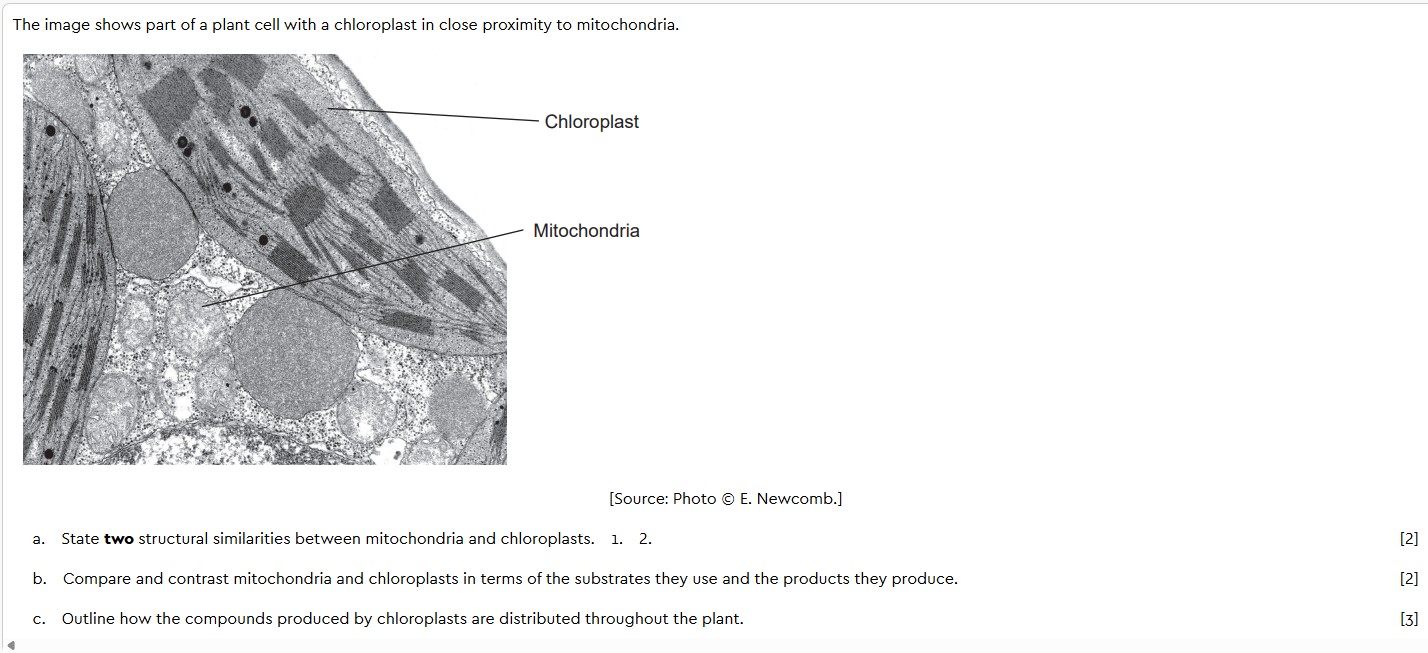 The image shows part of a plant cell with a chloroplast in close proximity to mitochondria.
Chloroplast
Mitochondria
[Source: Photo © E. Newcomb.]
a. State two structural similarities between mitochondria and chloroplasts. 1. 2. [2]
b. Compare and contrast mitochondria and chloroplasts in terms of the substrates they use and the products they produce. [2]
c. Outline how the compounds produced by chloroplasts are distributed throughout the plant. [3]